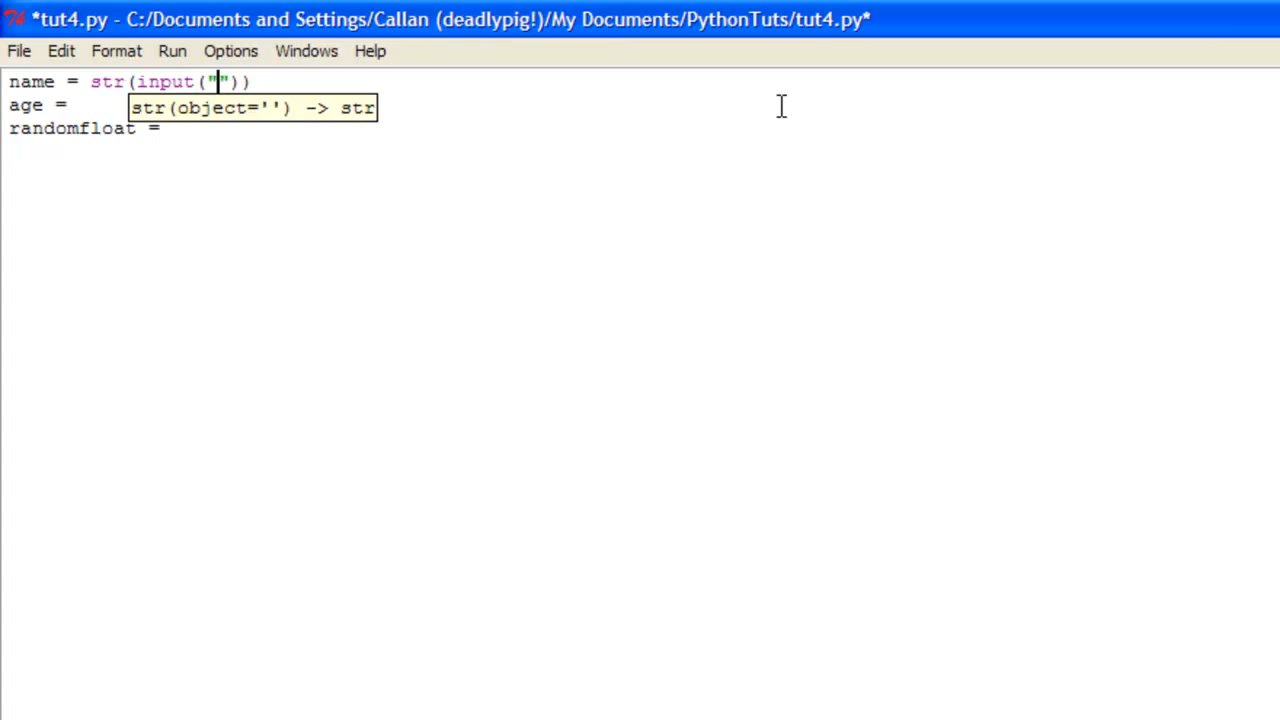 *tut4.py - C:/Documents and Settings/Callan (deadlypig!)/My Documents/PythonTuts/tut4.py*
File Edit Format Run Options Windows Help
name = str(input(""))
age =
str(object='') -> str
randomfloat =